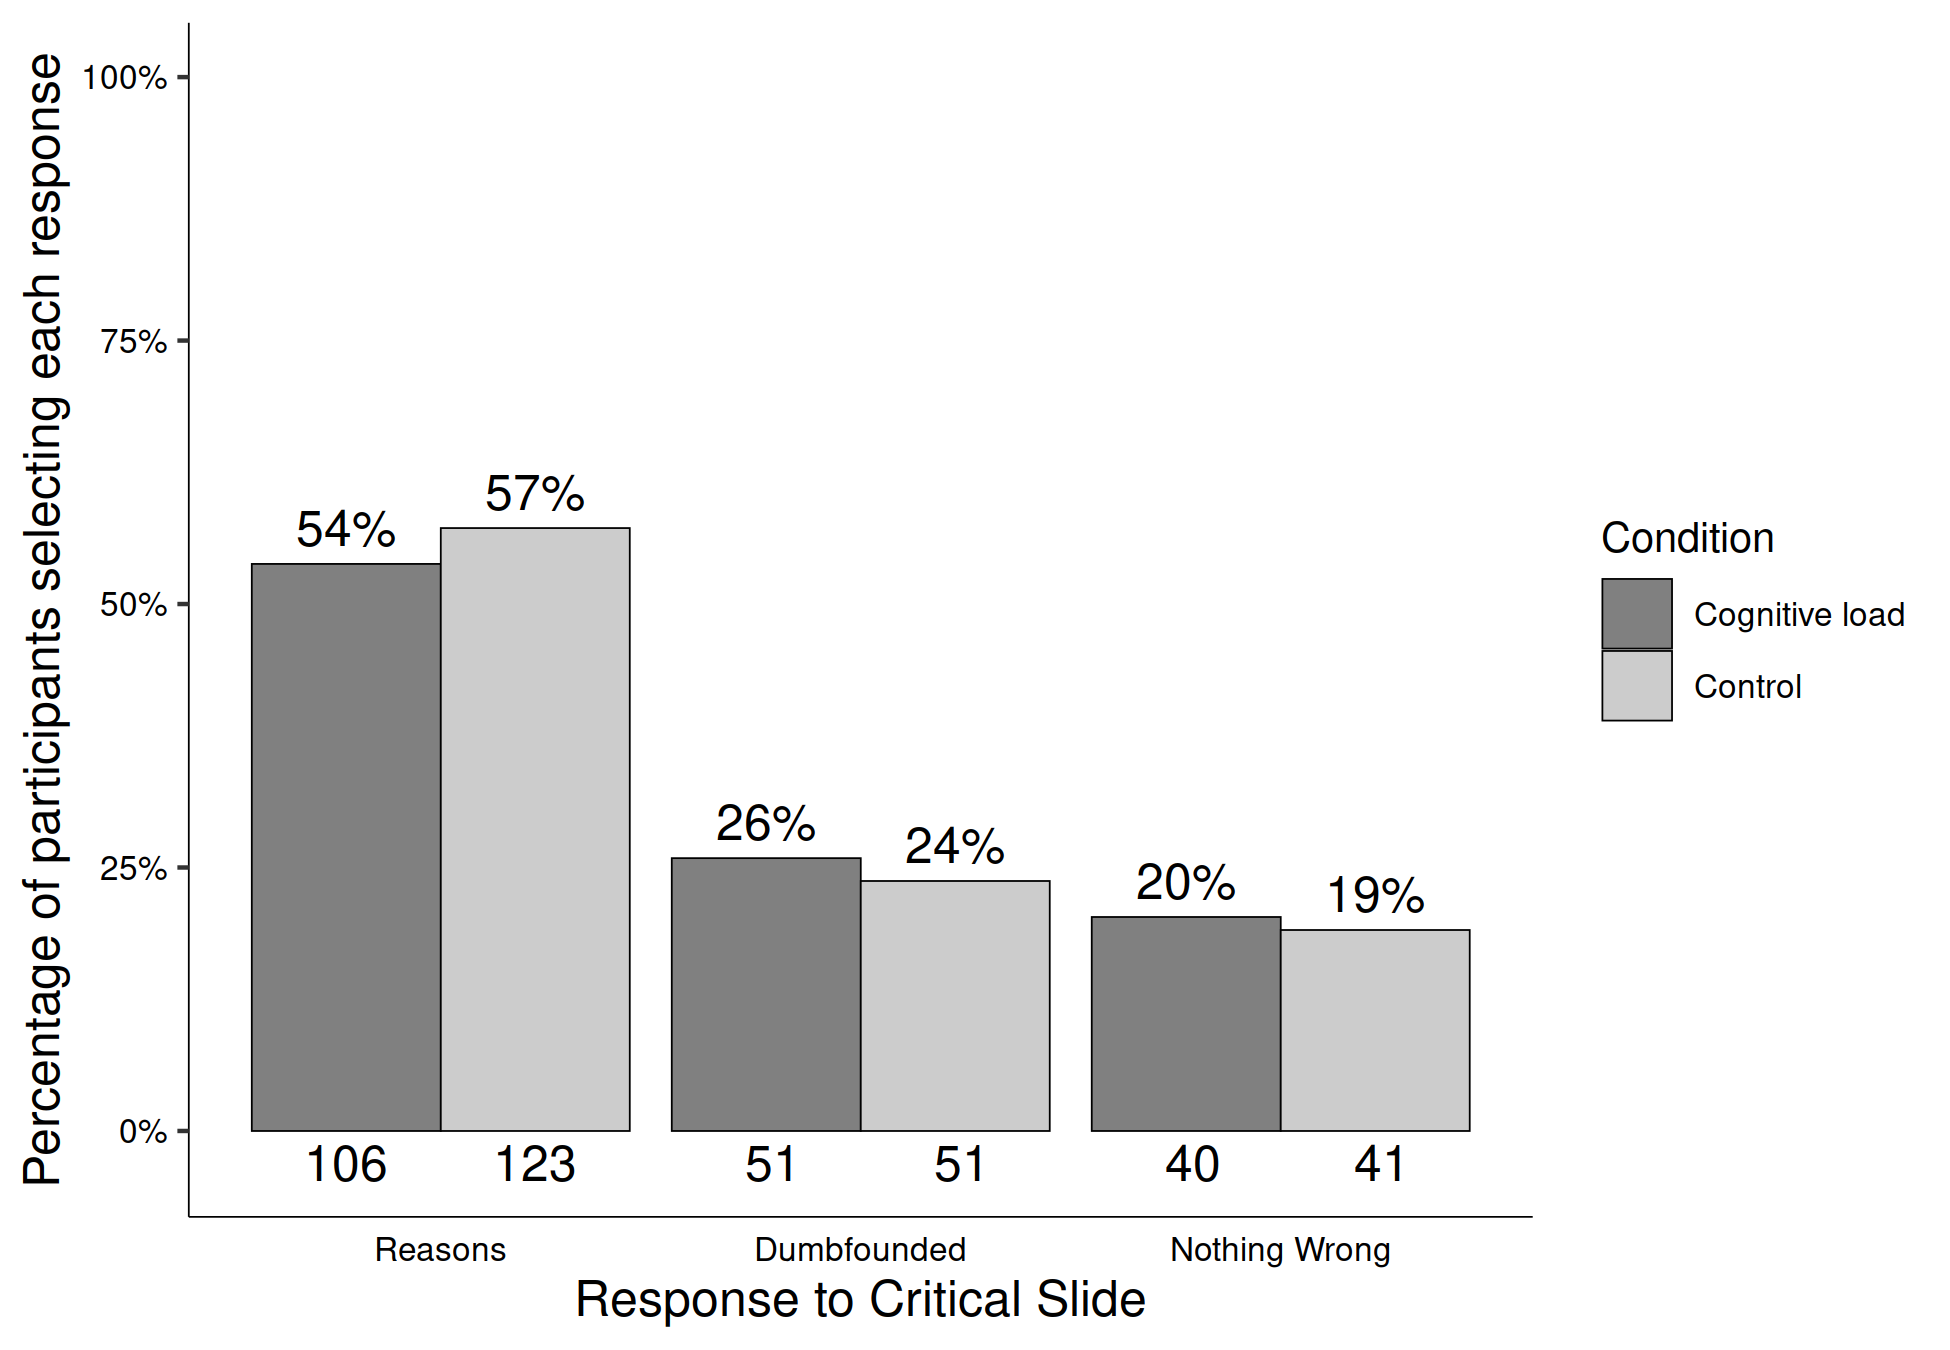 Percentage of participants selecting each response
100%
75%
50%
25%
0%
54%
57%
26%
24%
20%
19%
106
123
51
51
40
41
Reasons
Dumbfounded
Nothing Wrong
Response to Critical Slide
Condition
Cognitive load
Control